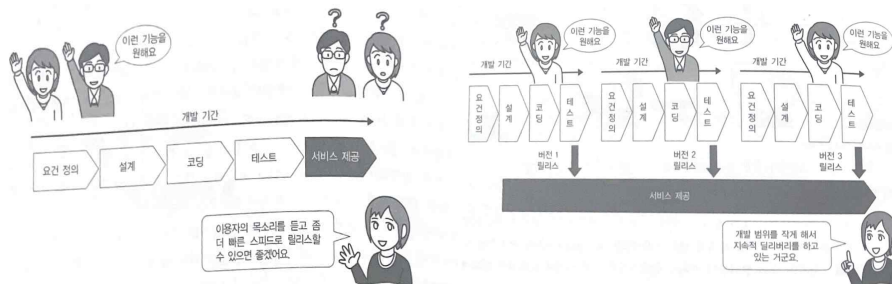 이런 기능을
원해요
?
?
개발 기간
요건 정의
설계
코딩
테스트
서비스 제공
이용자의 목소리를 듣고 좀
더 빠른 스피드로 릴리스할
수 있으면 좋겠어요.
이런 기능을
원해요
이런 기능을
원해요
이런 기능을
원해요
개발 기간
개발 기간
개발 기간
요건 정의
설계
코딩
테스트
요건 정의
설계
코딩
테스트
요건 정의
설계
코딩
테스트
버전 1
릴리스
버전 2
릴리스
버전 3
릴리스
서비스 제공
개발 범위를 작게 해서
지속적 딜리버리를 하고
있는 거군요.